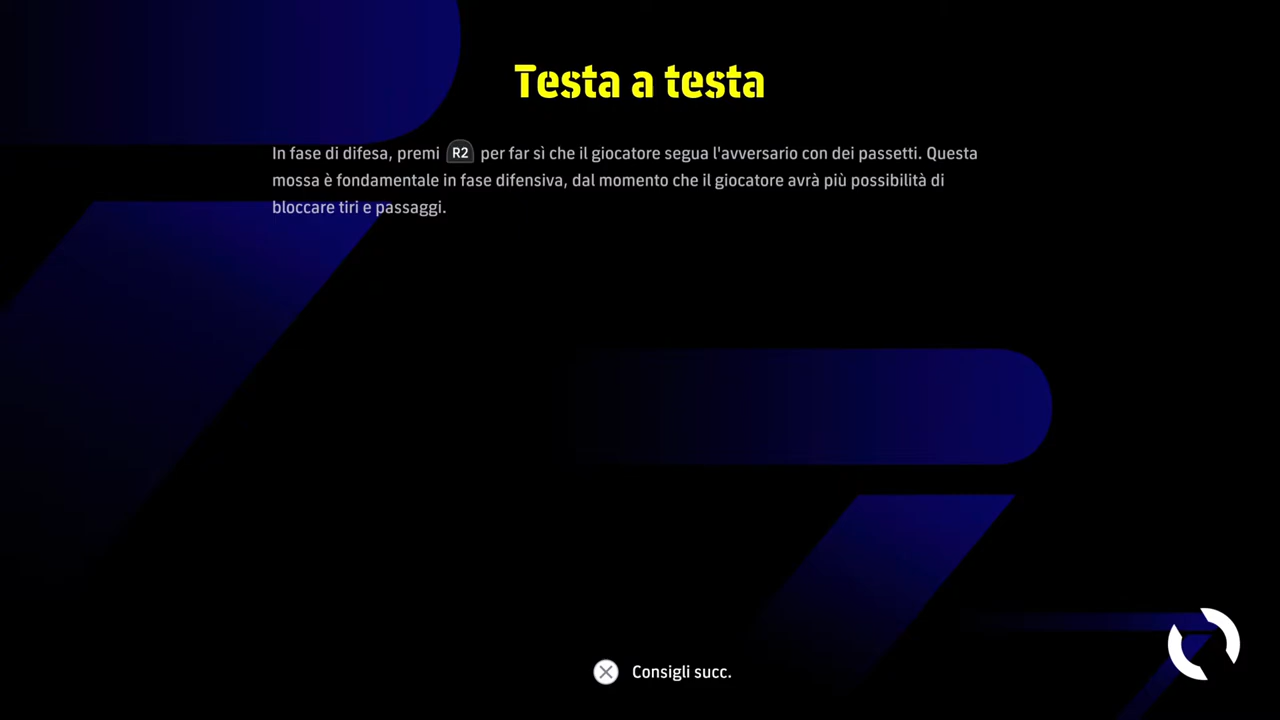 Testa a testa
In fase di difesa, premi R2 per far sì che il giocatore segua l'avversario con dei passetti. Questa
mossa è fondamentale in fase difensiva, dal momento che il giocatore avrà più possibilità di
bloccare tiri e passaggi.
Consigli succ.